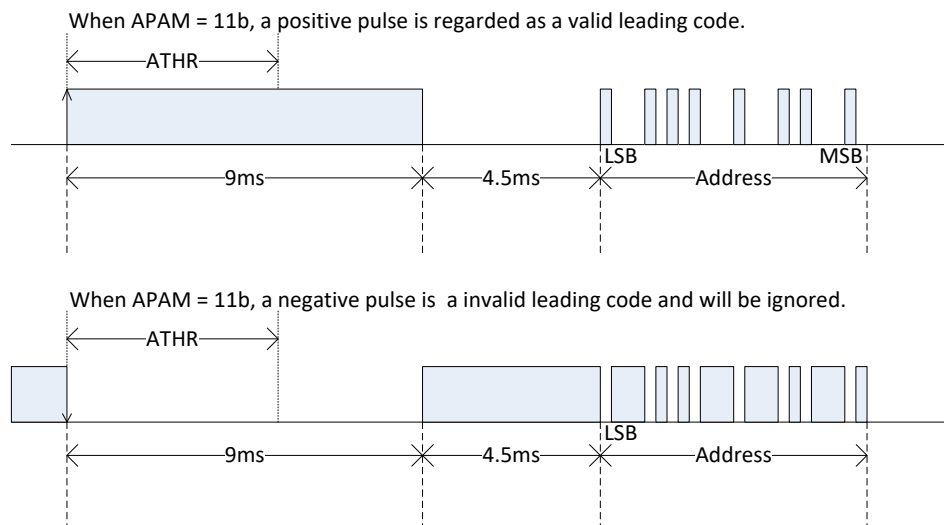 When APAM = 11b, a positive pulse is regarded as a valid leading code.
ATHR
LSB MSB
9ms 4.5ms Address
When APAM = 11b, a negative pulse is a invalid leading code and will be ignored.
ATHR
LSB
9ms 4.5ms Address